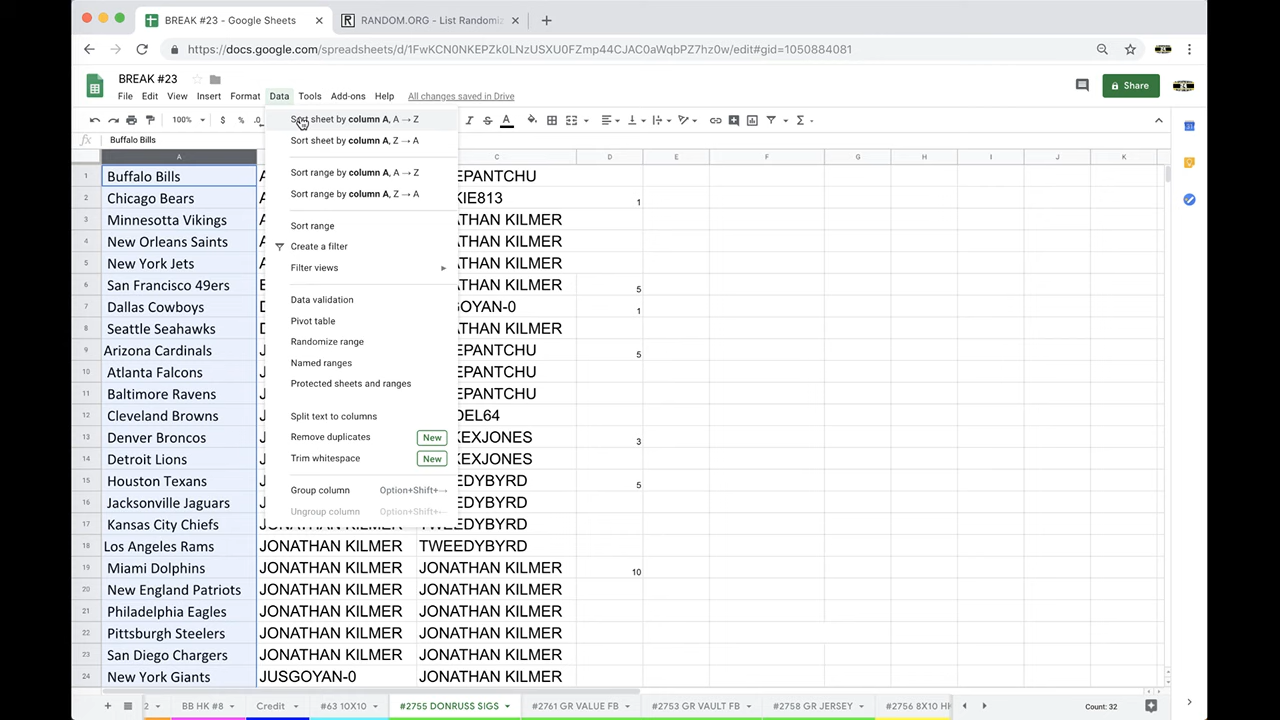 BREAK #23 - Google Sheets
RANDOM.ORG - List Randomi
https://docs.google.com/spreadsheets/d/1FwKCN0NKEPZk0LNzUSXU0FZmp44CJAC0aWqbPZ7hz0w/edit#gid=1050884081
BREAK #23
File Edit View Insert Format Data Tools Add-ons Help All changes saved in Drive
Share
100% $ % Sort sheet by column A, A → Z
fx Buffalo Bills
Sort sheet by column A, Z → A
A C D E F G H I J K
1 Buffalo Bills A EPANTCHU
Sort range by column A, A → Z
2 Chicago Bears A KIE813 1
Sort range by column A, Z → A
3 Minnesotta Vikings A ATHAN KILMER
Sort range
4 New Orleans Saints A ATHAN KILMER
Create a filter
5 New York Jets A ATHAN KILMER
Filter views
6 San Francisco 49ers ATHAN KILMER 5
Data validation
7 Dallas Cowboys GOYAN-0 1
Pivot table
8 Seattle Seahawks ATHAN KILMER
Randomize range
9 Arizona Cardinals EPANTCHU 5
Named ranges
10 Atlanta Falcons EPANTCHU
Protected sheets and ranges
11 Baltimore Ravens EPANTCHU
12 Cleveland Browns DEL64
Split text to columns
13 Denver Broncos KEXJONES 3
Remove duplicates New
14 Detroit Lions KEXJONES
Trim whitespace New
15 Houston Texans EEDYBYRD 5
Group column Option+Shift+→
16 Jacksonville Jaguars EEDYBYRD
Ungroup column Option+Shift+←
17 Kansas City Chiefs JONATHAN KILMER TWEEDYBYRD
18 Los Angeles Rams JONATHAN KILMER TWEEDYBYRD
19 Miami Dolphins JONATHAN KILMER JONATHAN KILMER 10
20 New England Patriots JONATHAN KILMER JONATHAN KILMER
21 Philadelphia Eagles JONATHAN KILMER JONATHAN KILMER
22 Pittsburgh Steelers JONATHAN KILMER JONATHAN KILMER
23 San Diego Chargers JONATHAN KILMER JONATHAN KILMER
24 New York Giants JUSGOYAN-0 JONATHAN KILMER
2 BB HK #8 Credit #63 10X10 #2755 DONRUSS SIGS #2761 GR VALUE FB #2753 GR VAULT FB #2758 GR JERSEY #2756 8X10 HH Count: 32